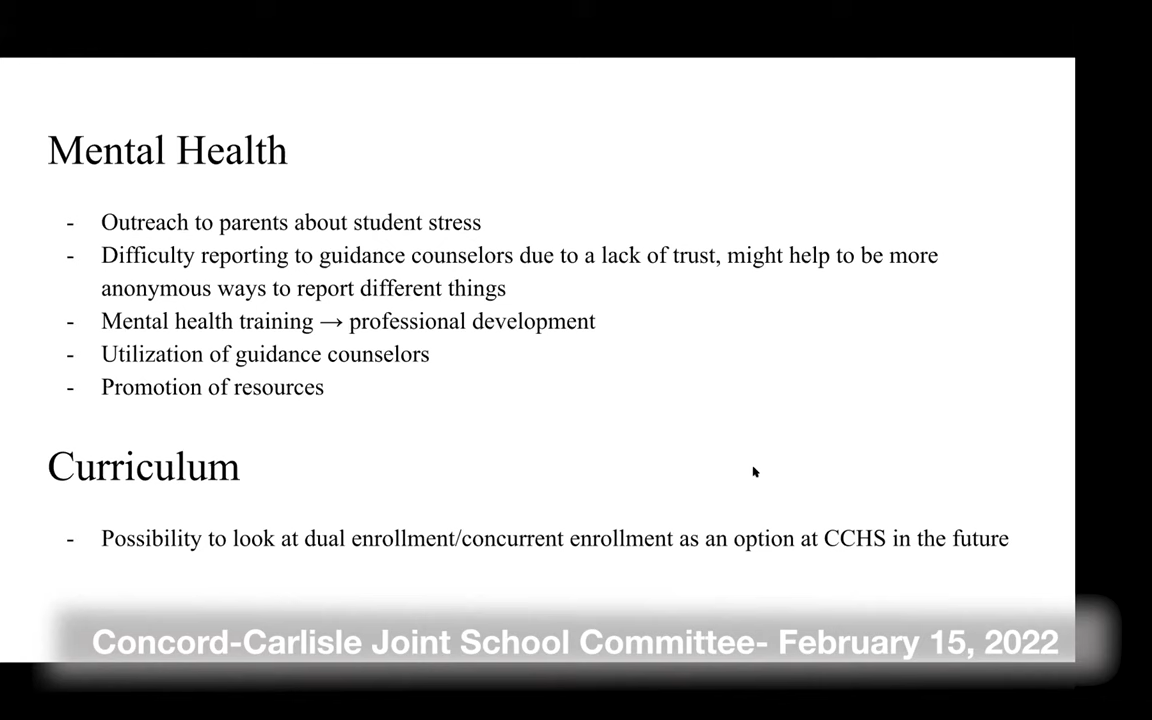 Mental Health
- Outreach to parents about student stress
- Difficulty reporting to guidance counselors due to a lack of trust, might help to be more
anonymous ways to report different things
- Mental health training → professional development
- Utilization of guidance counselors
- Promotion of resources
Curriculum
- Possibility to look at dual enrollment/concurrent enrollment as an option at CCHS in the future
Concord-Carlisle Joint School Committee- February 15, 2022